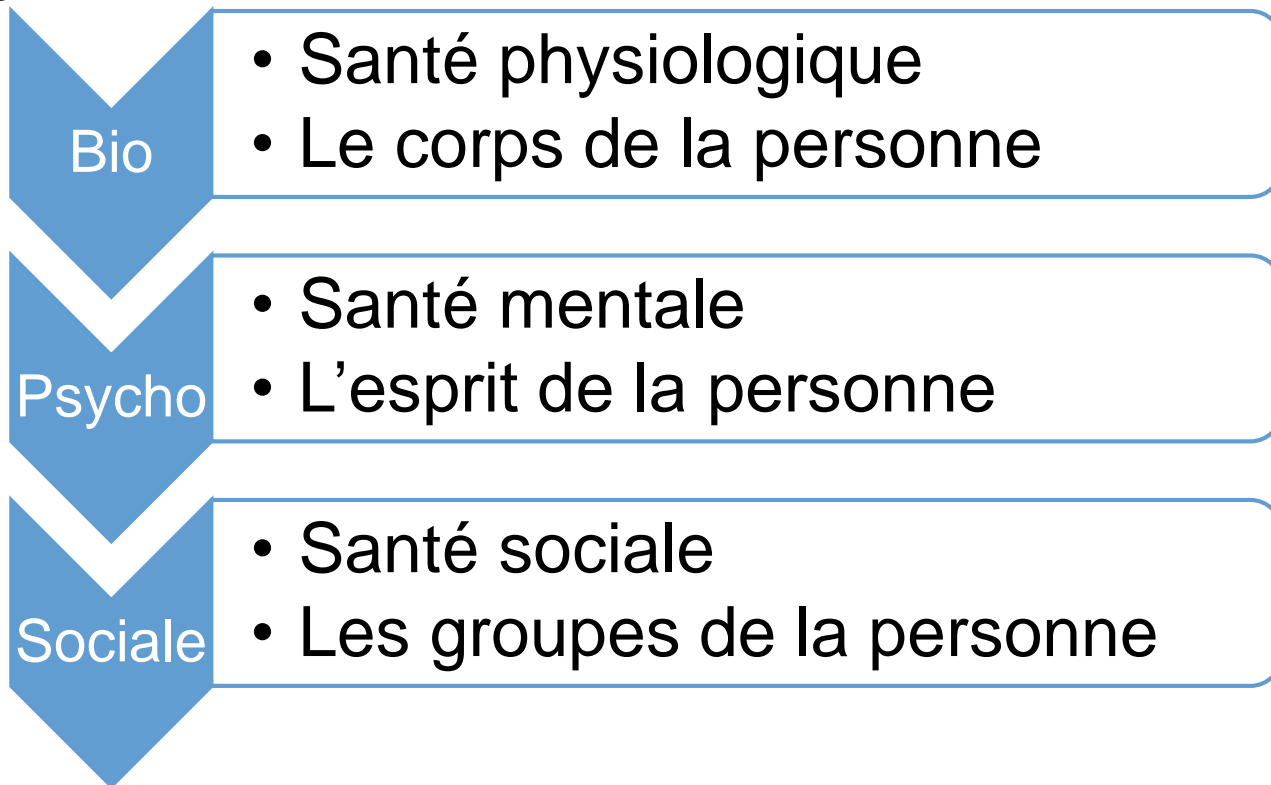 Bio
• Santé physiologique
• Le corps de la personne
Psycho
• Santé mentale
• L’esprit de la personne
Sociale
• Santé sociale
• Les groupes de la personne